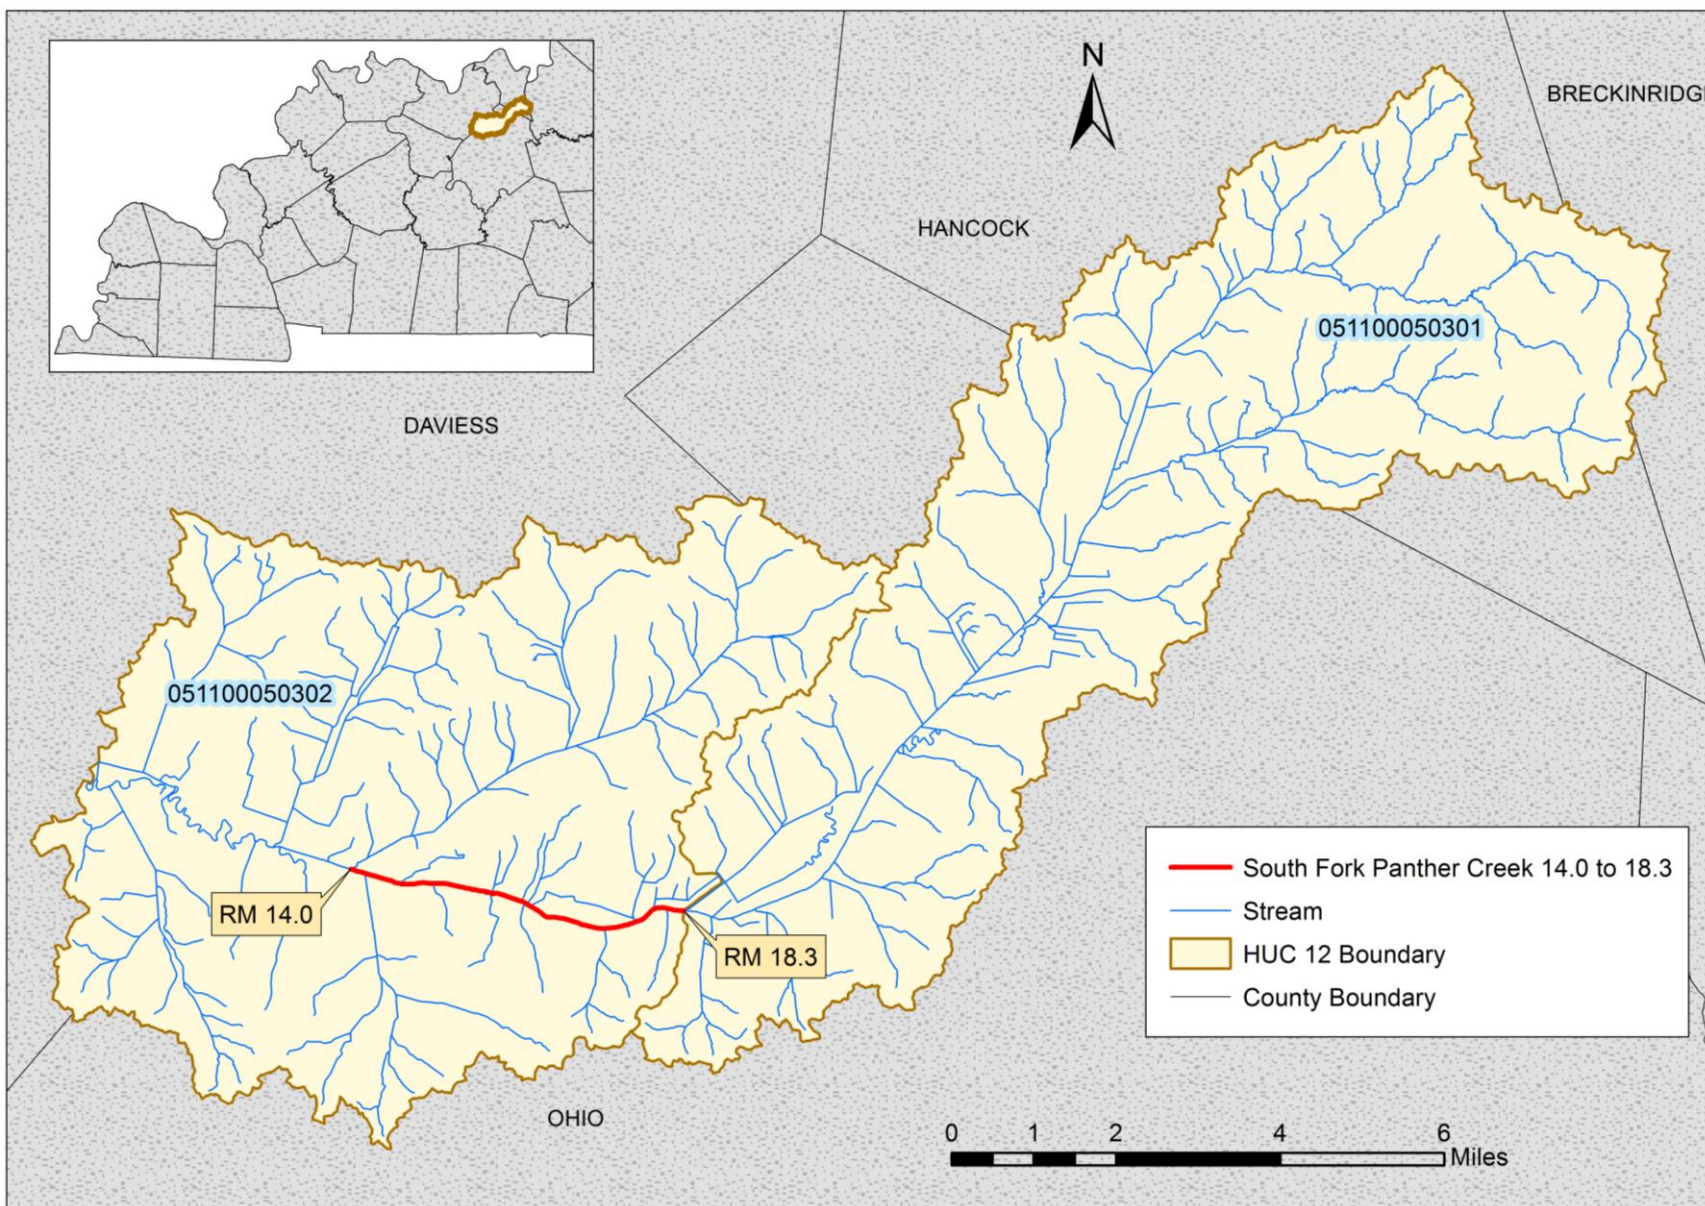 N
BRECKINRIDGE
HANCOCK
051100050301
DAVIESS
051100050302
RM 14.0
RM 18.3
South Fork Panther Creek 14.0 to 18.3
Stream
HUC 12 Boundary
County Boundary
OHIO
0 1 2 4 6
Miles